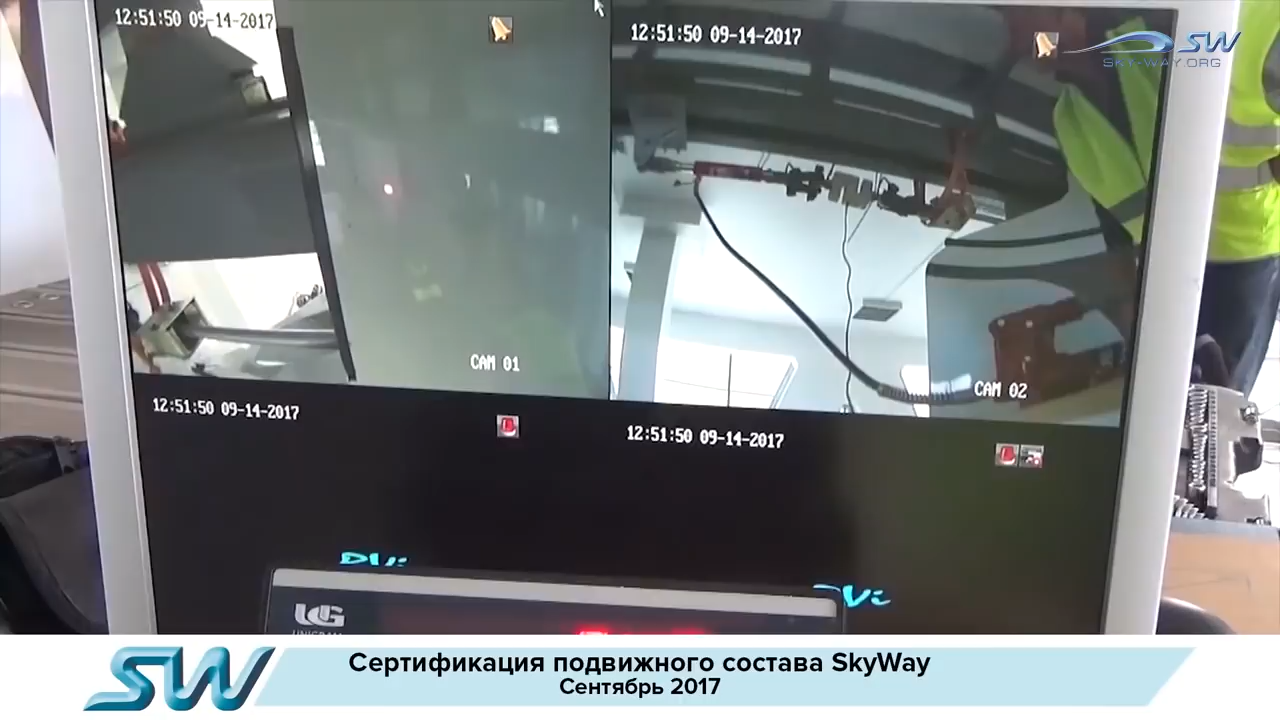 12:51:50 09-14-2017
12:51:50 09-14-2017
SW
SKY-WAY.ORG
CAM 01
CAM 02
12:51:50 09-14-2017
12:51:50 09-14-2017
UG
SW
Сертификация подвижного состава SkyWay
Сентябрь 2017